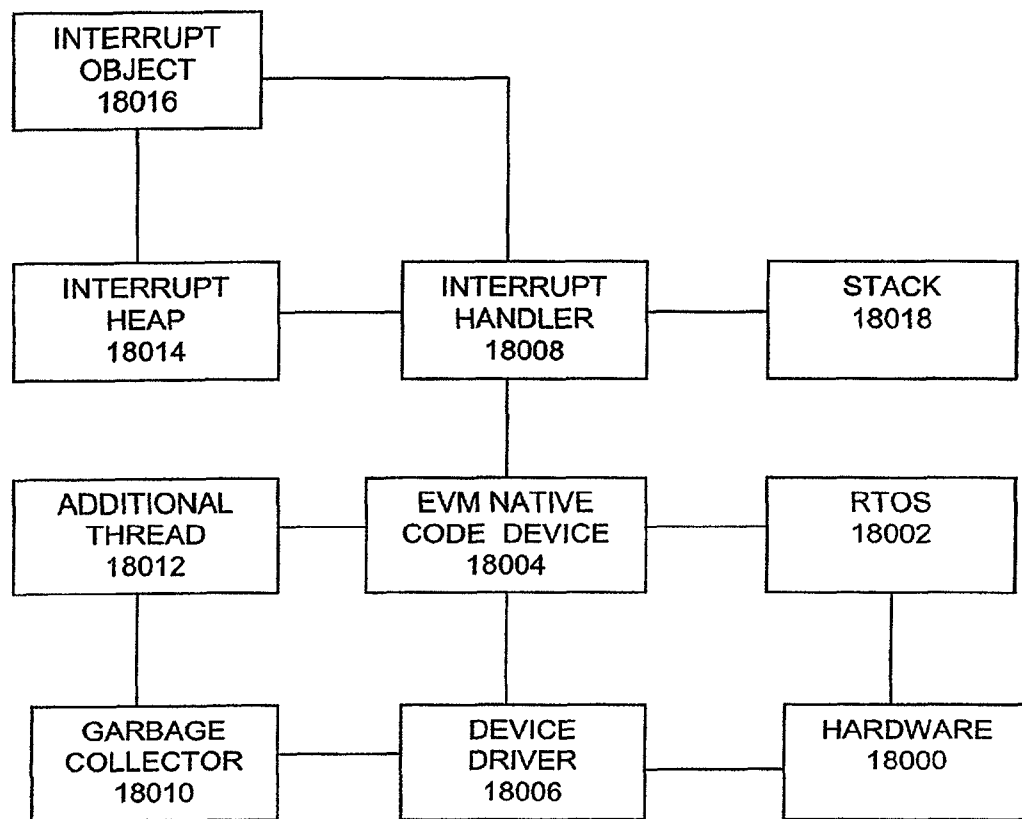 INTERRUPT
OBJECT
18016
INTERRUPT
HEAP
18014
INTERRUPT
HANDLER
18008
STACK
18018
ADDITIONAL
THREAD
18012
EVM NATIVE
CODE DEVICE
18004
RTOS
18002
GARBAGE
COLLECTOR
18010
DEVICE
DRIVER
18006
HARDWARE
18000